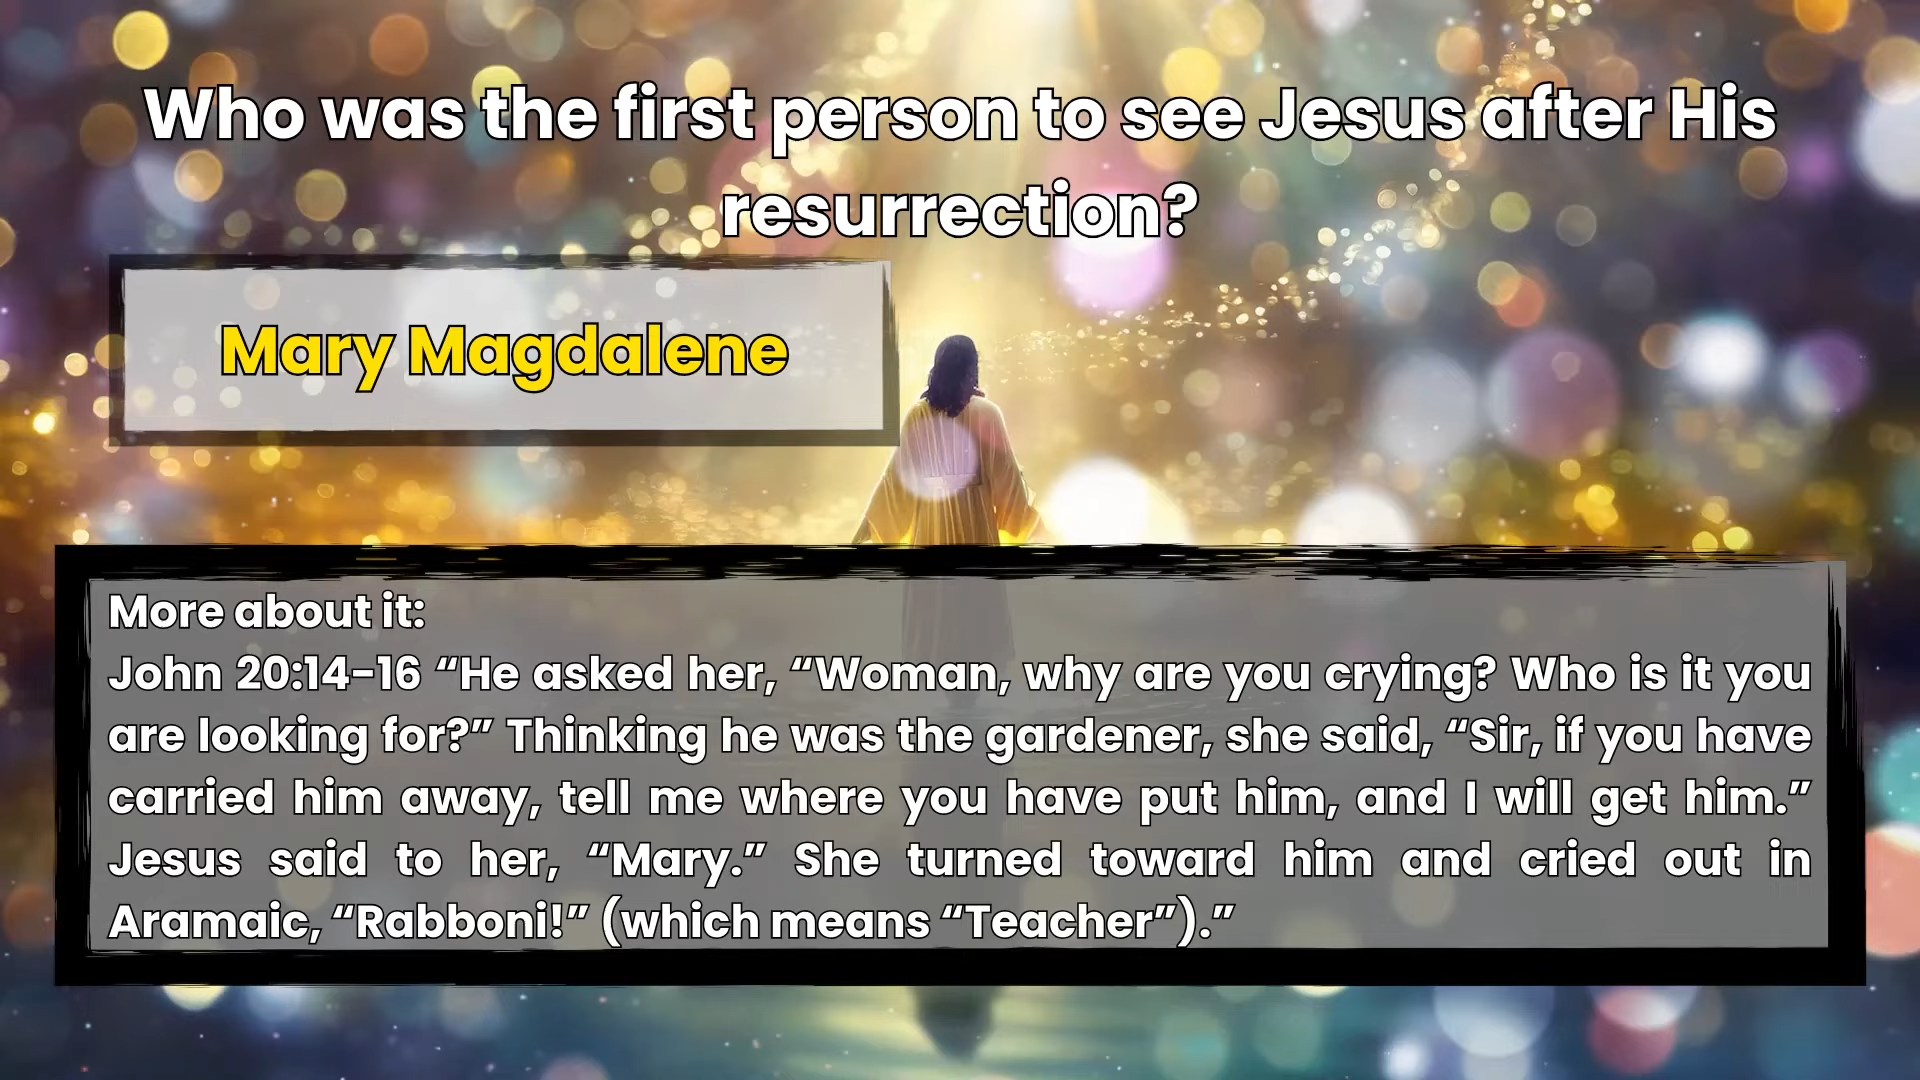 Who was the first person to see Jesus after His
resurrection?
Mary Magdalene
More about it:
John 20:14-16 “He asked her, “Woman, why are you crying? Who is it you
are looking for?” Thinking he was the gardener, she said, “Sir, if you have
carried him away, tell me where you have put him, and I will get him.”
Jesus said to her, “Mary.” She turned toward him and cried out in
Aramaic, “Rabboni!” (which means “Teacher”).”